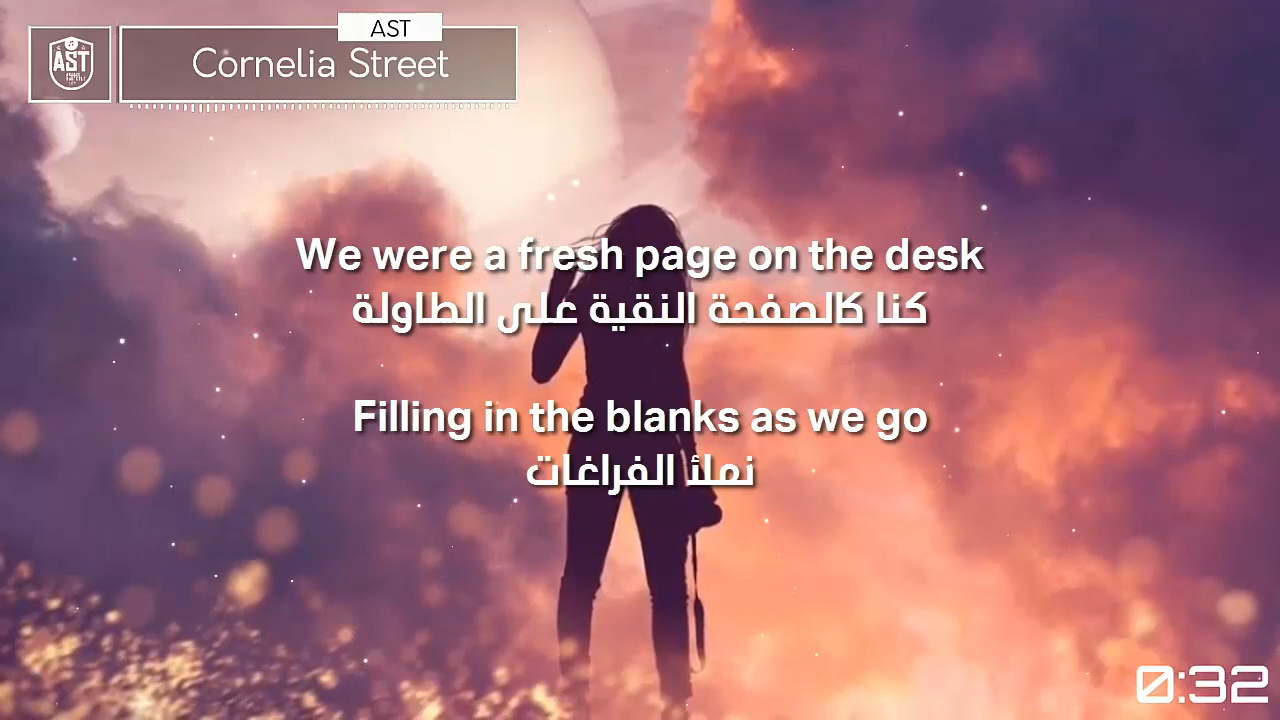 AST
Cornelia Street
AST
We were a fresh page on the desk
كنا كالصفحة النقية على الطاولة
Filling in the blanks as we go
نملئ الفراغات
0:32